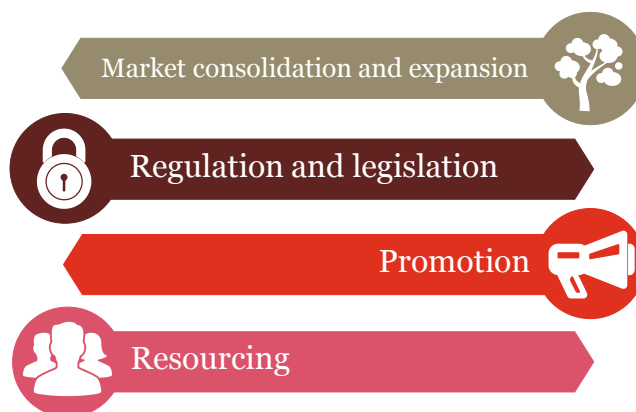 Market consolidation and expansion
Regulation and legislation
Promotion
Resourcing